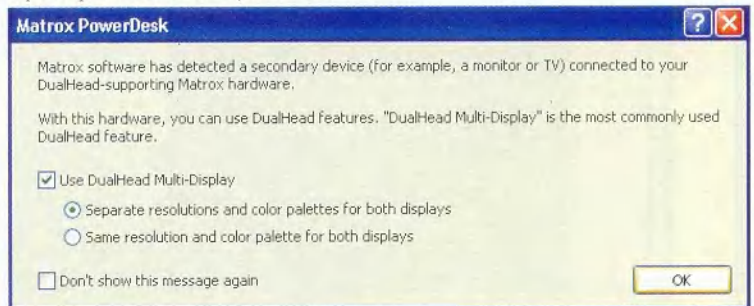 Matrox PowerDesk
Matrox software has detected a secondary device (for example, a monitor or TV) connected to your
DualHead-supporting Matrox hardware.
With this hardware, you can use DualHead features. "DualHead Multi-Display" is the most commonly used
DualHead feature.
Use DualHead Multi-Display
Separate resolutions and color palettes for both displays
Same resolution and color palette for both displays
Don't show this message again
OK